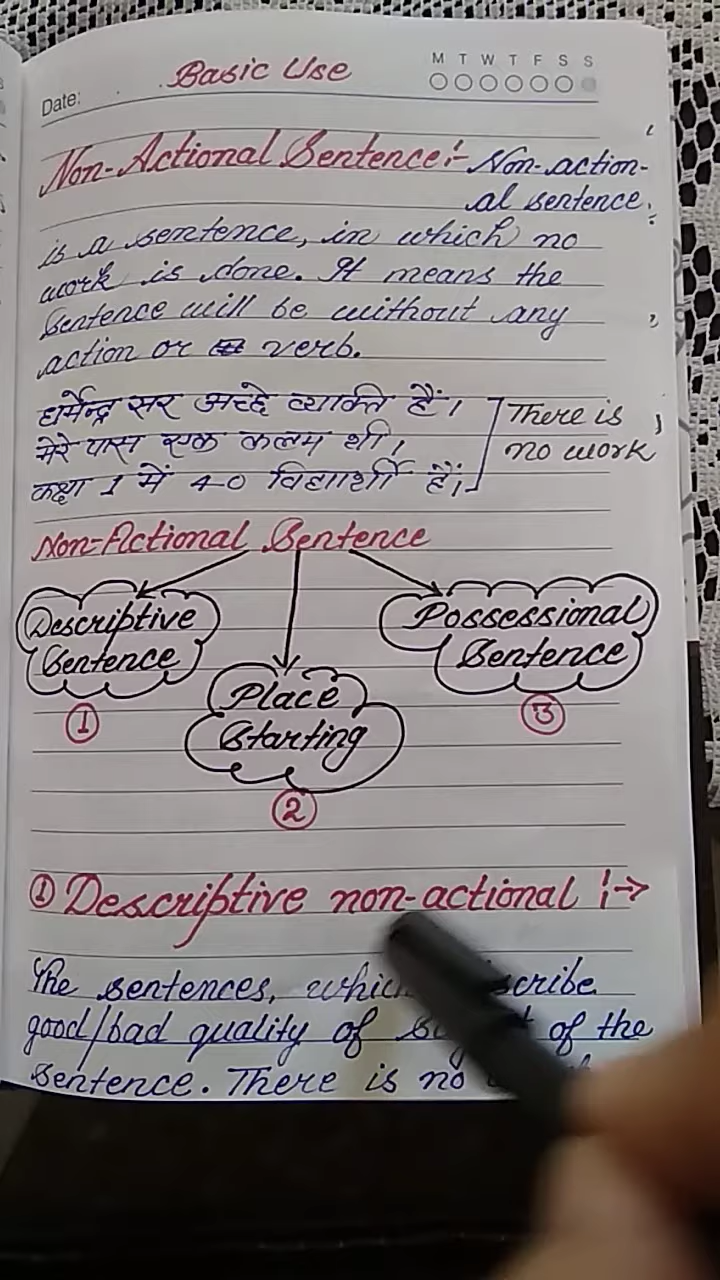 Basic Use
M T W T F S S
Date:
Non-Actional Sentence:- Non-action-
al sentence
is a sentence, in which no
work is done. It means the
sentence will be without any
action or verb.
धर्मेन्द्र सर अच्छे व्याक्ति हैं।
मेरे पास एक कलम थी।
कक्षा 1 में 40 विद्यार्थी हैं।
There is
no work
Non-Actional Sentence
Descriptive
Sentence
1
Place
Starting
2
Possessional
Sentence
3
① Descriptive non-actional :->
The sentences,
good/bad quality of of the
sentence. There is no